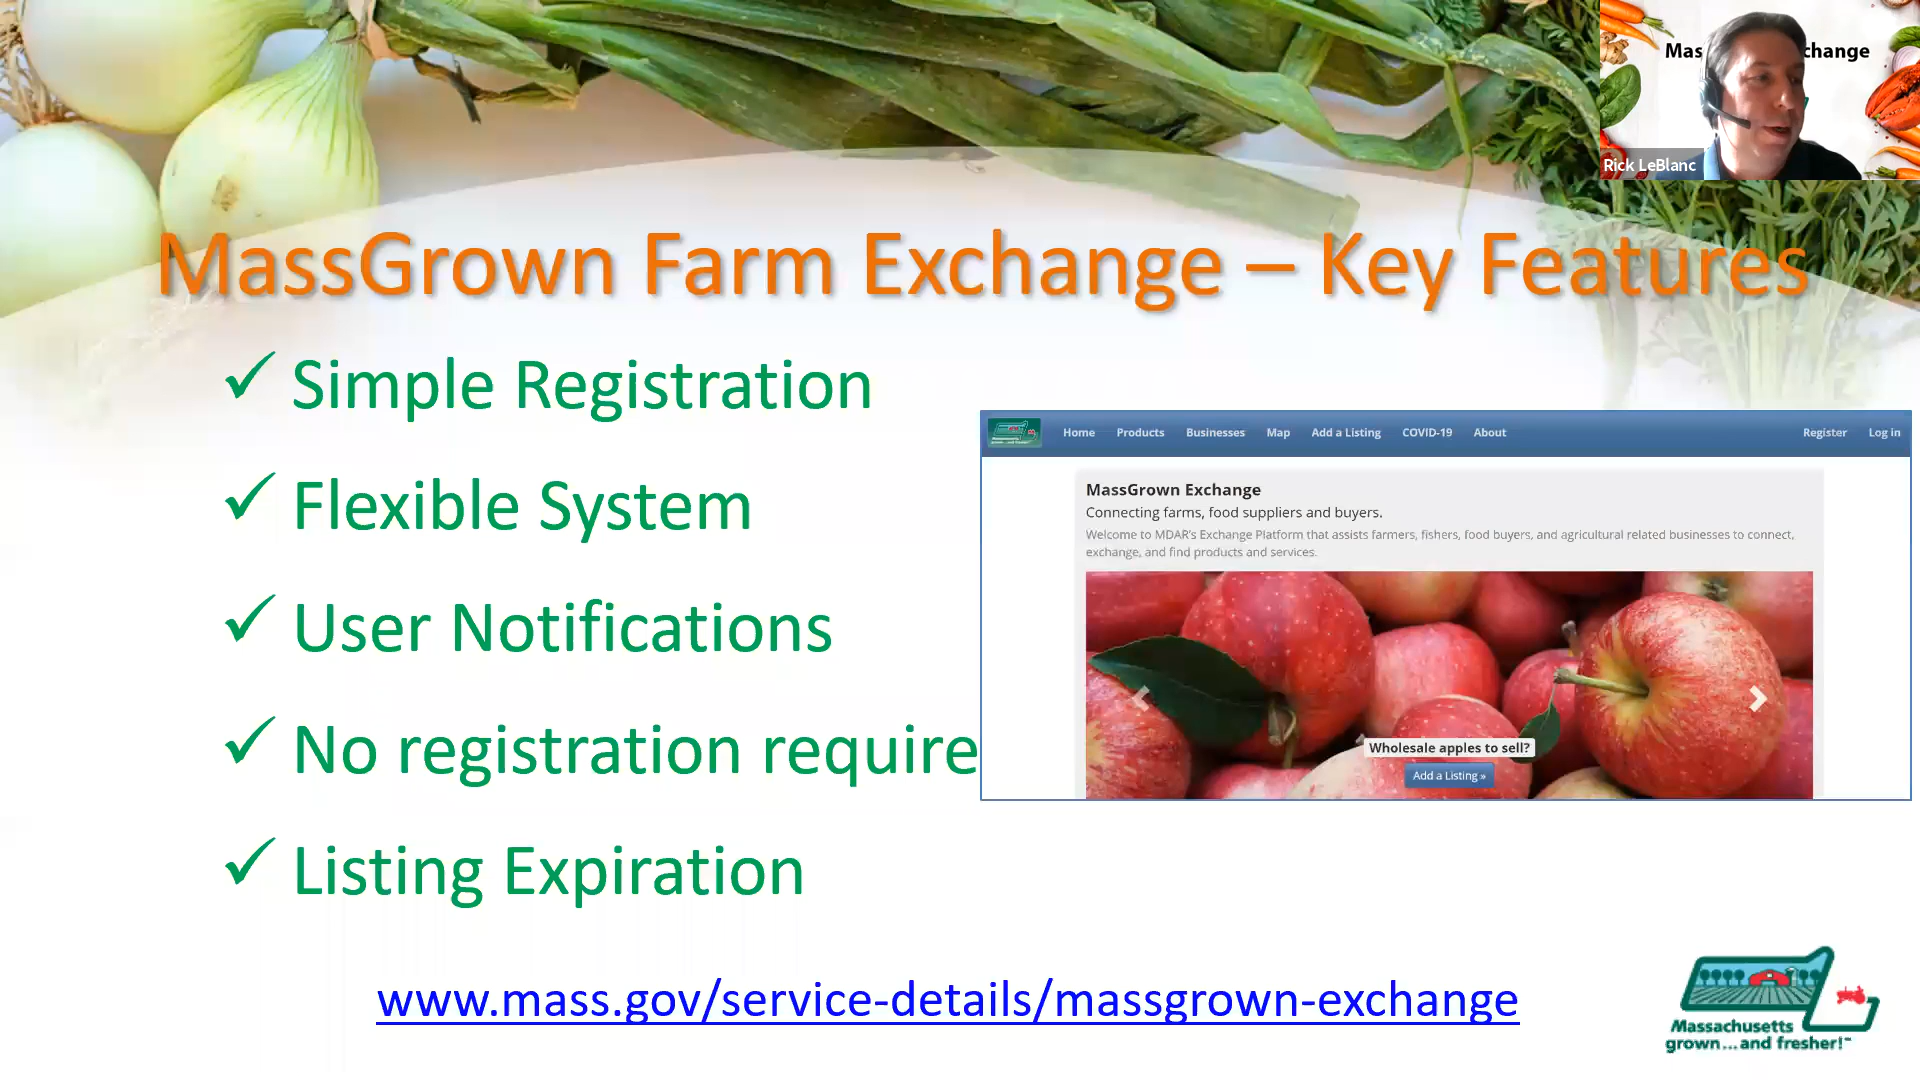 Mas change
Rick LeBlanc
MassGrown Farm Exchange – Key Features
✓ Simple Registration
✓ Flexible System
✓ User Notifications
✓ No registration require
✓ Listing Expiration
Home Products Businesses Map Add a Listing COVID-19 About Register Log in
MassGrown Exchange
Connecting farms, food suppliers and buyers.
Welcome to MDAR's Exchange Platform that assists farmers, fishers, food buyers, and agricultural related businesses to connect,
exchange, and find products and services.
Wholesale apples to sell?
Add a Listing »
www.mass.gov/service-details/massgrown-exchange
Massachusetts
grown...and fresher!™